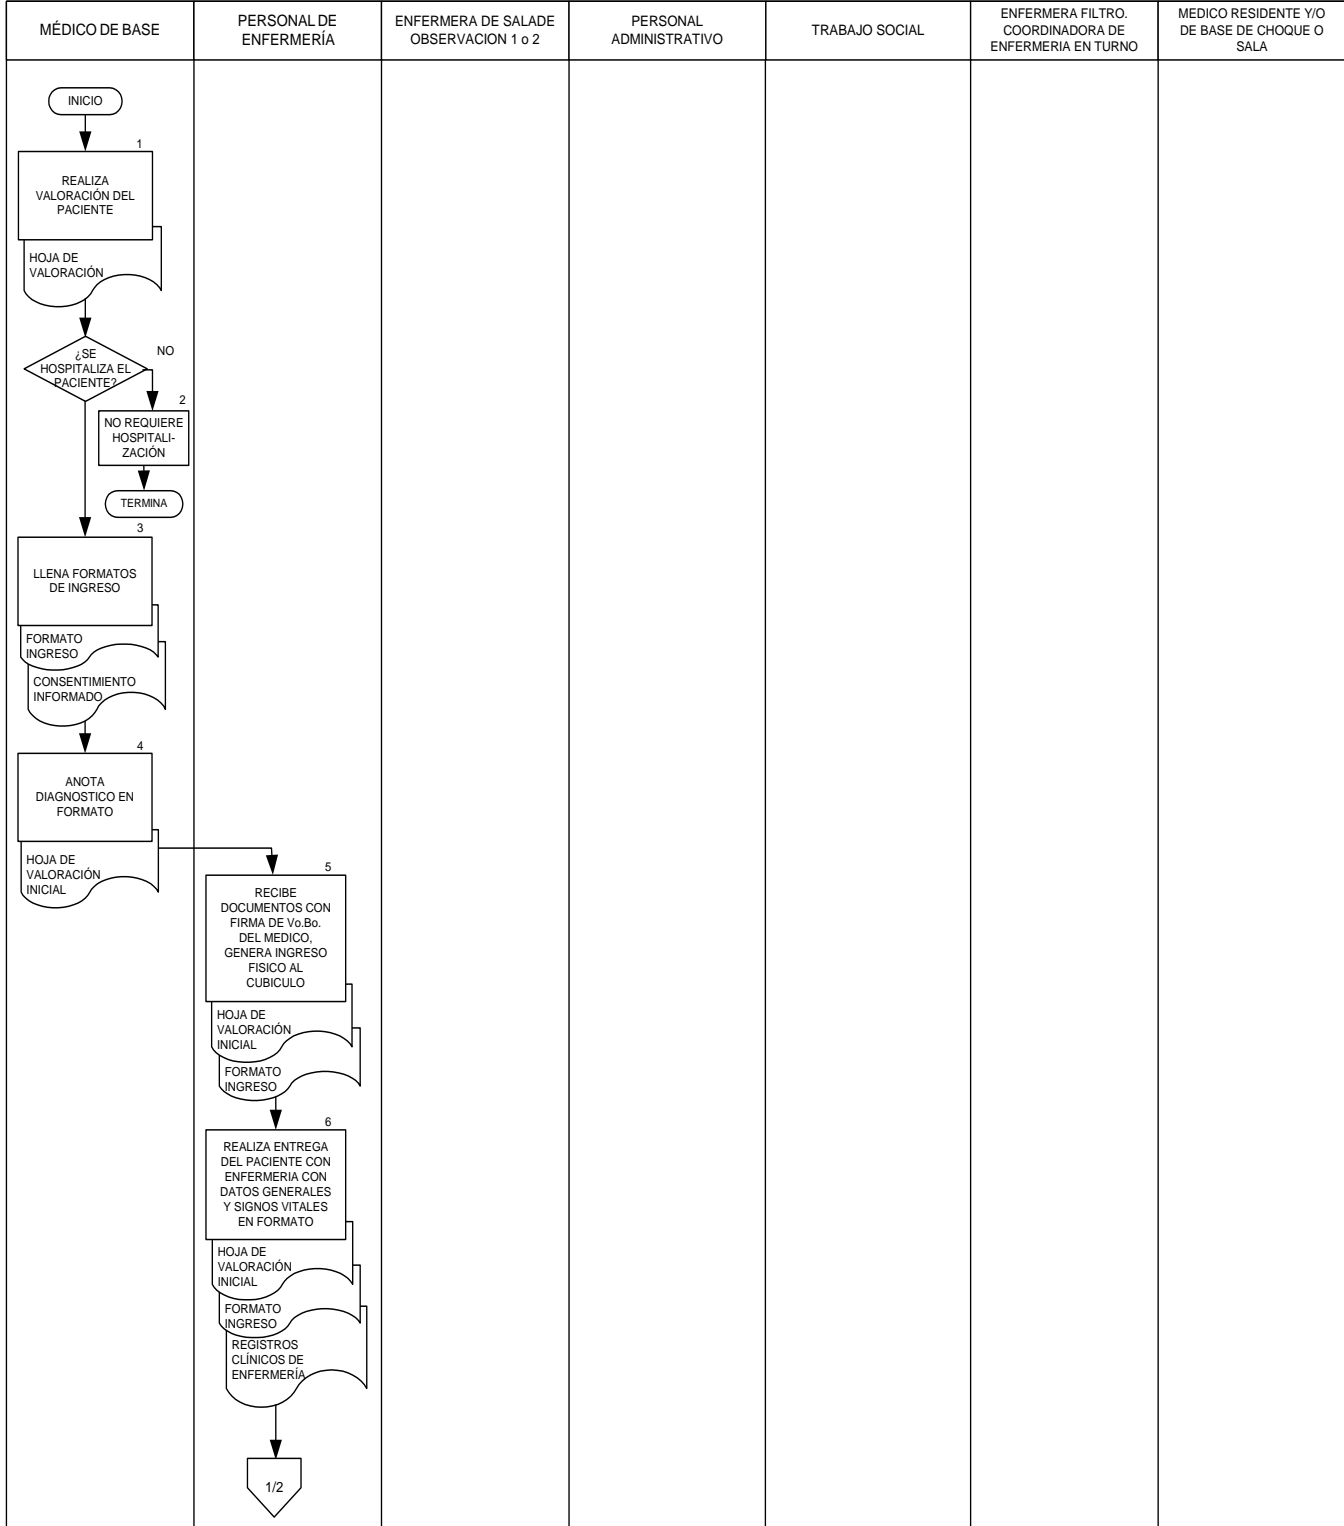 MÉDICO DE BASE
PERSONAL DE
ENFERMERÍA
ENFERMERA DE SALADE
OBSERVACION 1 o 2
PERSONAL
ADMINISTRATIVO
TRABAJO SOCIAL
ENFERMERA FILTRO.
COORDINADORA DE
ENFERMERIA EN TURNO
MEDICO RESIDENTE Y/O
DE BASE DE CHOQUE O
SALA
INICIO
1
REALIZA
VALORACIÓN DEL
PACIENTE
HOJA DE
VALORACIÓN
¿SE
HOSPITALIZA EL
PACIENTE?
NO
2
NO REQUIERE
HOSPITALI-
ZACIÓN
TERMINA
3
LLENA FORMATOS
DE INGRESO
FORMATO
INGRESO
CONSENTIMIENTO
INFORMADO
4
ANOTA
DIAGNOSTICO EN
FORMATO
HOJA DE
VALORACIÓN
INICIAL
5
RECIBE
DOCUMENTOS CON
FIRMA DE Vo.Bo.
DEL MEDICO,
GENERA INGRESO
FISICO AL
CUBICULO
HOJA DE
VALORACIÓN
INICIAL
FORMATO
INGRESO
6
REALIZA ENTREGA
DEL PACIENTE CON
ENFERMERIA CON
DATOS GENERALES
Y SIGNOS VITALES
EN FORMATO
HOJA DE
VALORACIÓN
INICIAL
FORMATO
INGRESO
REGISTROS
CLÍNICOS DE
ENFERMERÍA
1/2